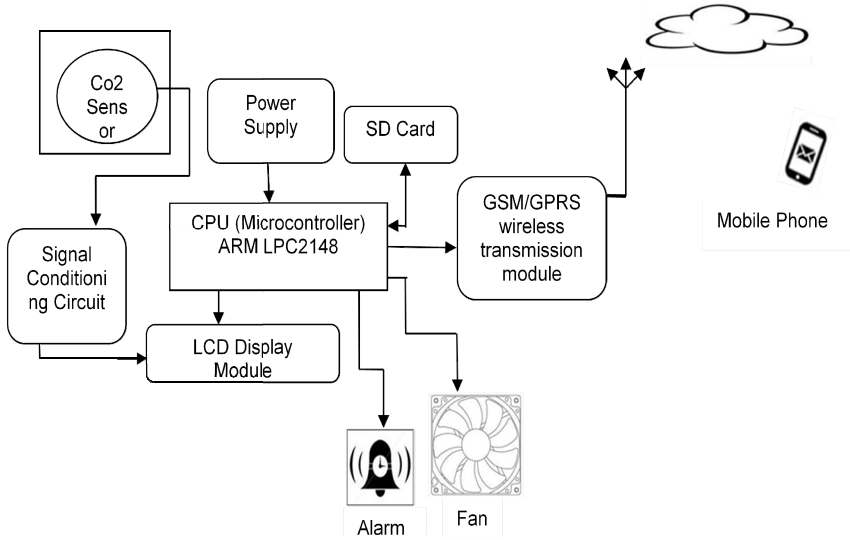 Co2
Sens
or
Power
Supply
SD Card
CPU (Microcontroller)
ARM LPC2148
GSM/GPRS
wireless
transmission
module
Mobile Phone
Signal
Conditioni
ng Circuit
LCD Display
Module
Alarm
Fan